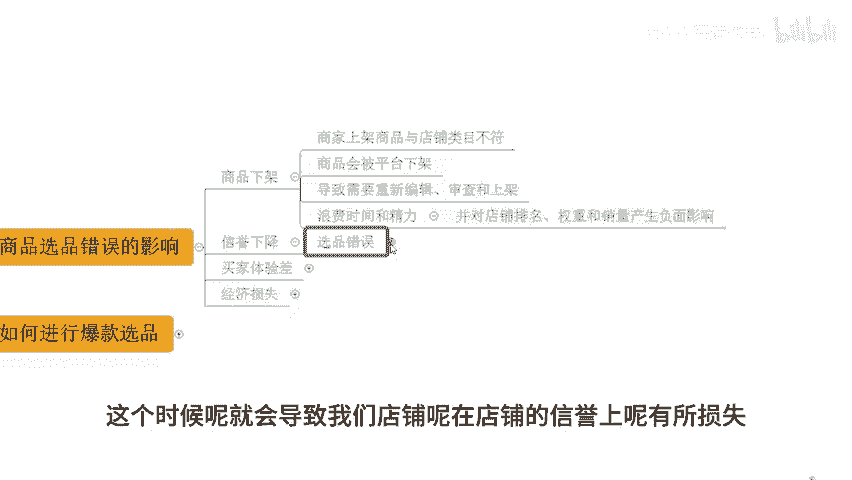 bilibili
商家上架商品与店铺类目不符
商品下架
商品会被平台下架
导致需要重新编辑、审查和上架
浪费时间和精力 并对店铺排名、权重和销量产生负面影响
商品选品错误的影响
信誉下降
选品错误
买家体验差
经济损失
如何进行爆款选品
这个时候呢就会导致我们店铺呢在店铺的信誉上呢有所损失